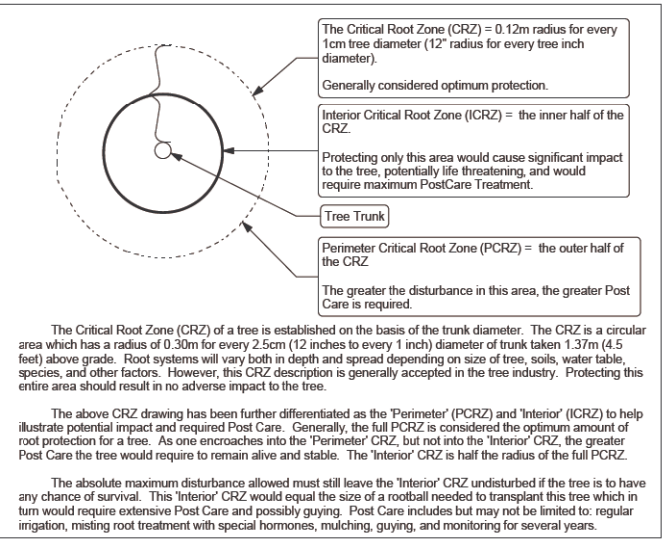 The Critical Root Zone (CRZ) = 0.12m radius for every
1cm tree diameter (12" radius for every tree inch
diameter).
Generally considered optimum protection.
Interior Critical Root Zone (ICRZ) = the inner half of the
CRZ.
Protecting only this area would cause significant impact
to the tree, potentially life threatening, and would
require maximum PostCare Treatment.
Tree Trunk
Perimeter Critical Root Zone (PCRZ) = the outer half of
the CRZ
The greater the disturbance in this area, the greater Post
Care is required.
The Critical Root Zone (CRZ) of a tree is established on the basis of the trunk diameter. The CRZ is a circular
area which has a radius of 0.30m for every 2.5cm (12 inches to every 1 inch) diameter of trunk taken 1.37m (4.5
feet) above grade. Root systems will vary both in depth and spread depending on size of tree, soils, water table,
species, and other factors. However, this CRZ description is generally accepted in the tree industry. Protecting this
entire area should result in no adverse impact to the tree.
The above CRZ drawing has been further differentiated as the 'Perimeter' (PCRZ) and 'Interior' (ICRZ) to help
illustrate potential impact and required Post Care. Generally, the full PCRZ is considered the optimum amount of
root protection for a tree. As one encroaches into the 'Perimeter' CRZ, but not into the 'Interior' CRZ, the greater
Post Care the tree would require to remain alive and stable. The 'Interior' CRZ is half the radius of the full PCRZ.
The absolute maximum disturbance allowed must still leave the 'Interior' CRZ undisturbed if the tree is to have
any chance of survival. This 'Interior' CRZ would equal the size of a rootball needed to transplant this tree which in
turn would require extensive Post Care and possibly guying. Post Care includes but may not be limited to: regular
irrigation, misting root treatment with special hormones, mulching, guying, and monitoring for several years.